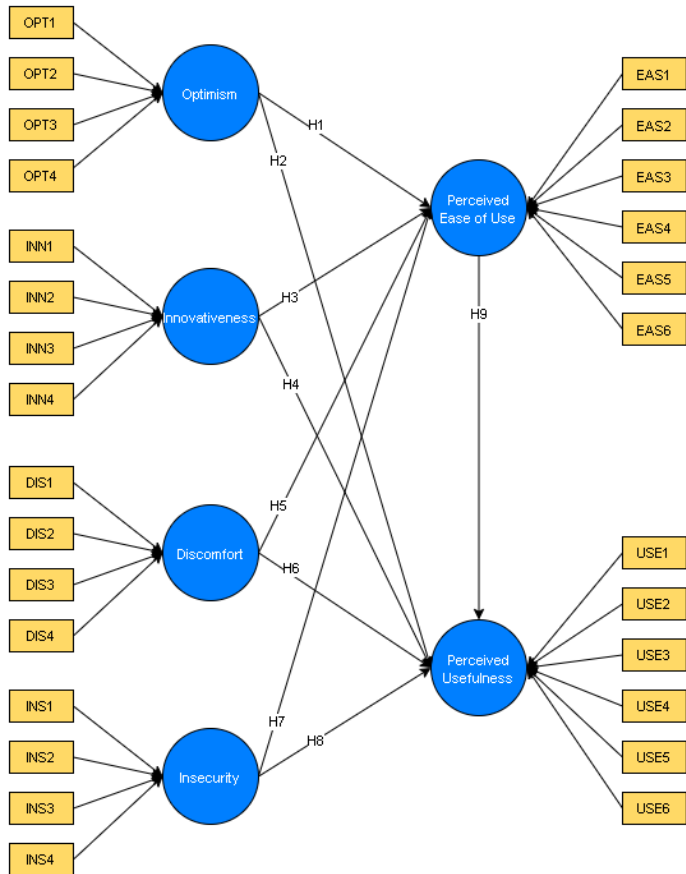 OPT1
OPT2
OPT3
OPT4
Optimism
INN1
INN2
INN3
INN4
Innovativeness
DIS1
DIS2
DIS3
DIS4
Discomfort
INS1
INS2
INS3
INS4
Insecurity
H1
H2
H3
H4
H5
H6
H7
H8
H9
Perceived
Ease of Use
EAS1
EAS2
EAS3
EAS4
EAS5
EAS6
Perceived
Usefulness
USE1
USE2
USE3
USE4
USE5
USE6